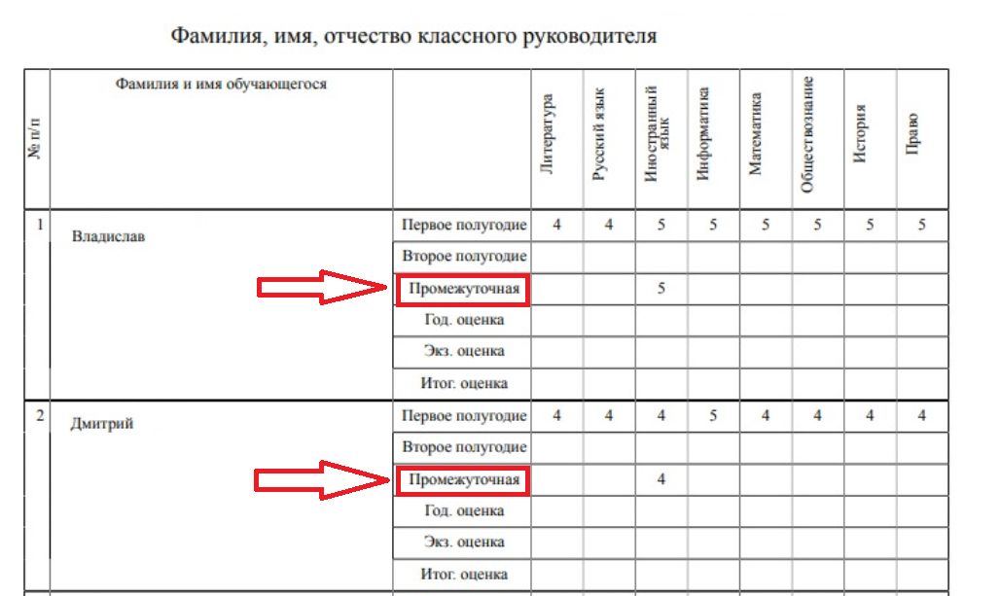 Фамилия, имя, отчество классного руководителя
№ п/п
Фамилия и имя обучающегося
Литература
Русский язык
Иностранный
язык
Информатика
Математика
Обществознание
История
Право
1
Владислав
Первое полугодие 4 4 5 5 5 5 5 5
Второе полугодие
Промежуточная 5
Год. оценка
Экз. оценка
Итог. оценка
2
Дмитрий
Первое полугодие 4 4 4 5 4 4 4 4
Второе полугодие
Промежуточная 4
Год. оценка
Экз. оценка
Итог. оценка